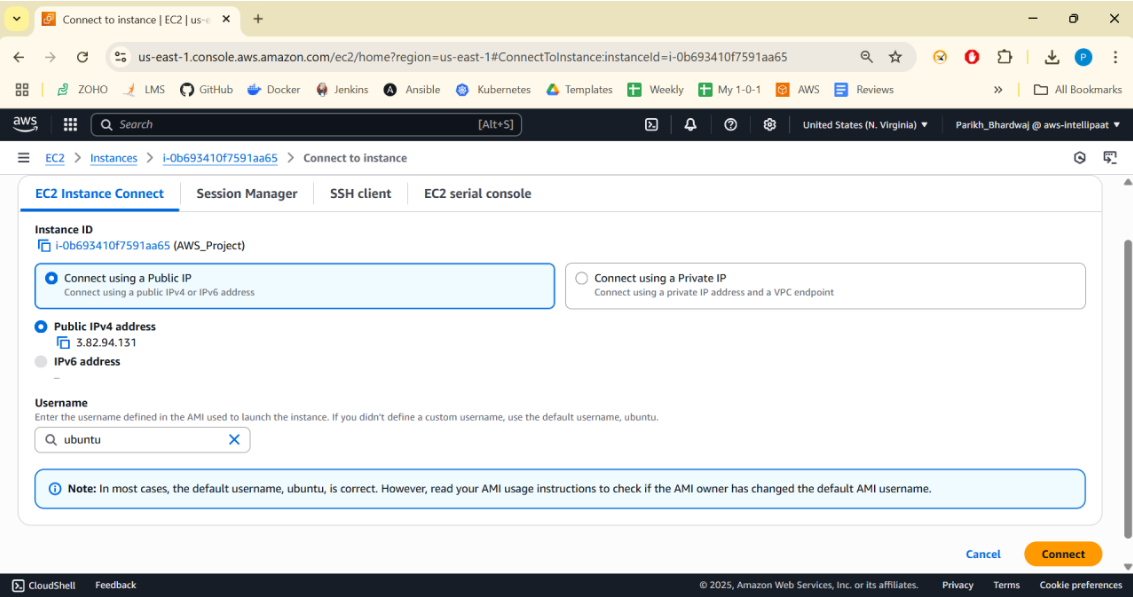 Connect to instance | EC2 | us-e
us-east-1.console.aws.amazon.com/ec2/home?region=us-east-1#ConnectToInstance:instanceId=i-0b693410f7591aa65
P
ZOHO LMS GitHub Docker Jenkins Ansible Kubernetes Templates Weekly My 1-0-1 AWS Reviews » All Bookmarks
aws Search [Alt+S] United States (N. Virginia) Parikh_Bhardwaj @ aws-intellipaat
EC2 > Instances > i-0b693410f7591aa65 > Connect to instance
EC2 Instance Connect Session Manager SSH client EC2 serial console
Instance ID
i-0b693410f7591aa65 (AWS_Project)
Connect using a Public IP
Connect using a public IPv4 or IPv6 address
Connect using a Private IP
Connect using a private IP address and a VPC endpoint
Public IPv4 address
3.82.94.131
IPv6 address
–
Username
Enter the username defined in the AMI used to launch the instance. If you didn't define a custom username, use the default username, ubuntu.
ubuntu
Note: In most cases, the default username, ubuntu, is correct. However, read your AMI usage instructions to check if the AMI owner has changed the default AMI username.
Cancel Connect
CloudShell Feedback © 2025, Amazon Web Services, Inc. or its affiliates. Privacy Terms Cookie preferences